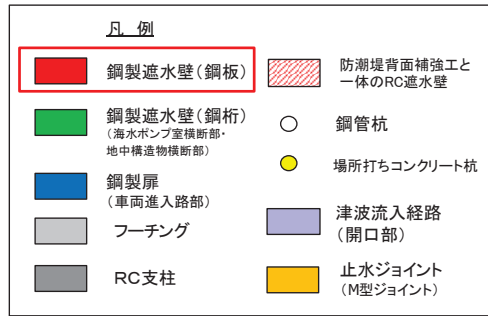 凡 例
鋼製遮水壁(鋼板)
鋼製遮水壁(鋼桁)
(海水ポンプ室横断部・
地中構造物横断部)
鋼製扉
(車両進入路部)
フーチング
RC支柱
防潮堤背面補強工と
一体のRC遮水壁
鋼管杭
場所打ちコンクリート杭
津波流入経路
(開口部)
止水ジョイント
(M型ジョイント)